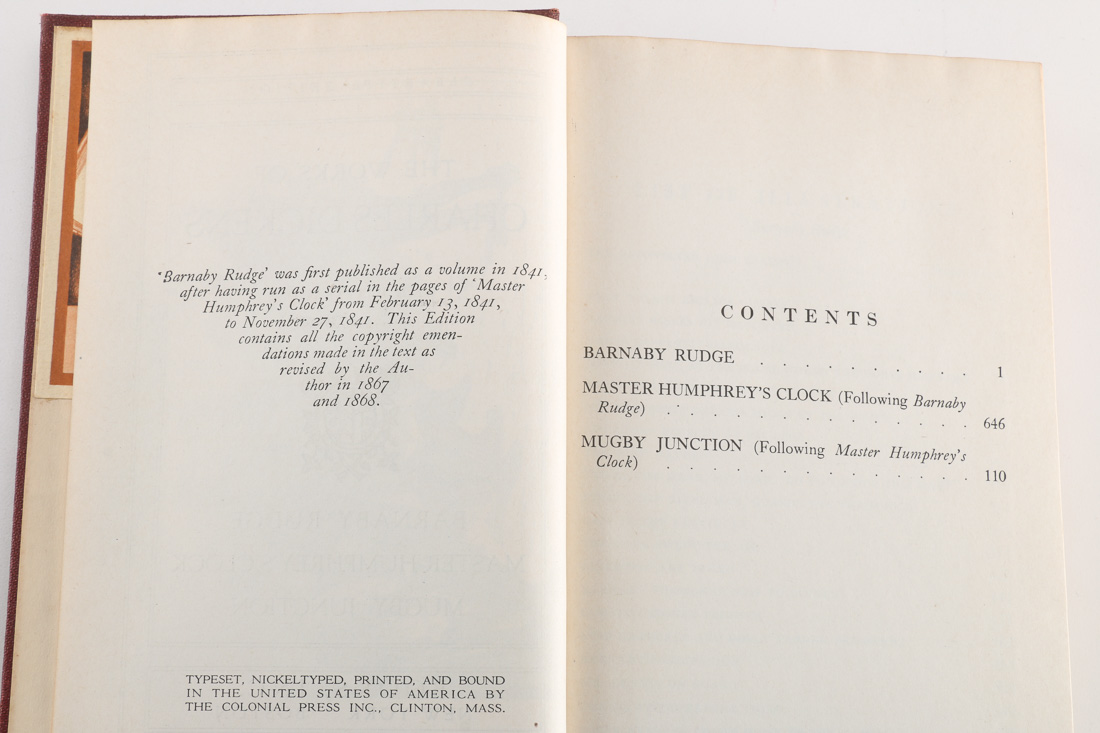 'Barnaby Rudge' was first published as a volume in 1841,
after having run as a serial in the pages of 'Master
Humphrey's Clock' from February 13, 1841,
to November 27, 1841. This Edition
contains all the copyright emen-
dations made in the text as
revised by the Au-
thor in 1867
and 1868.
TYPESET, NICKELTYPED, PRINTED, AND BOUND
IN THE UNITED STATES OF AMERICA BY
THE COLONIAL PRESS INC., CLINTON, MASS.
CONTENTS
BARNABY RUDGE . . . . . . . . . . 1
MASTER HUMPHREY'S CLOCK (Following Barnaby
Rudge) . . . . . . . . . . . . 646
MUGBY JUNCTION (Following Master Humphrey's
Clock) . . . . . . . . . . . . 110